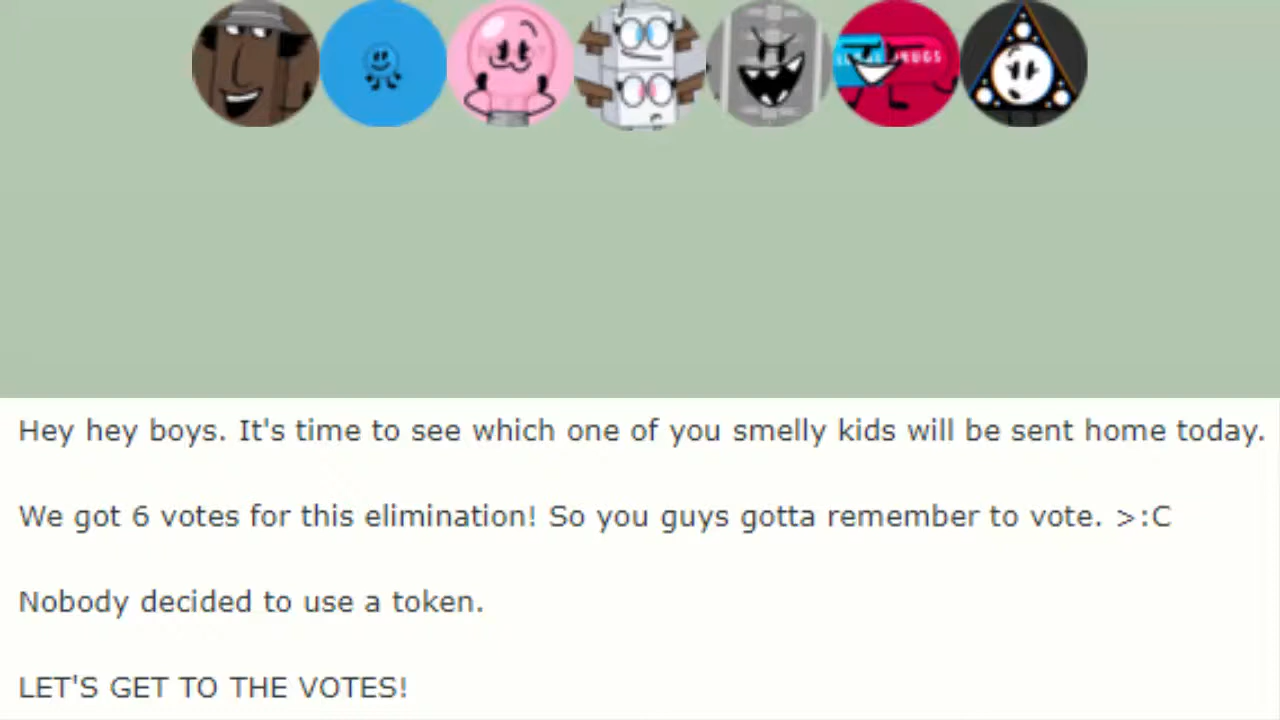 Hey hey boys. It's time to see which one of you smelly kids will be sent home today.
We got 6 votes for this elimination! So you guys gotta remember to vote. >:C
Nobody decided to use a token.
LET'S GET TO THE VOTES!